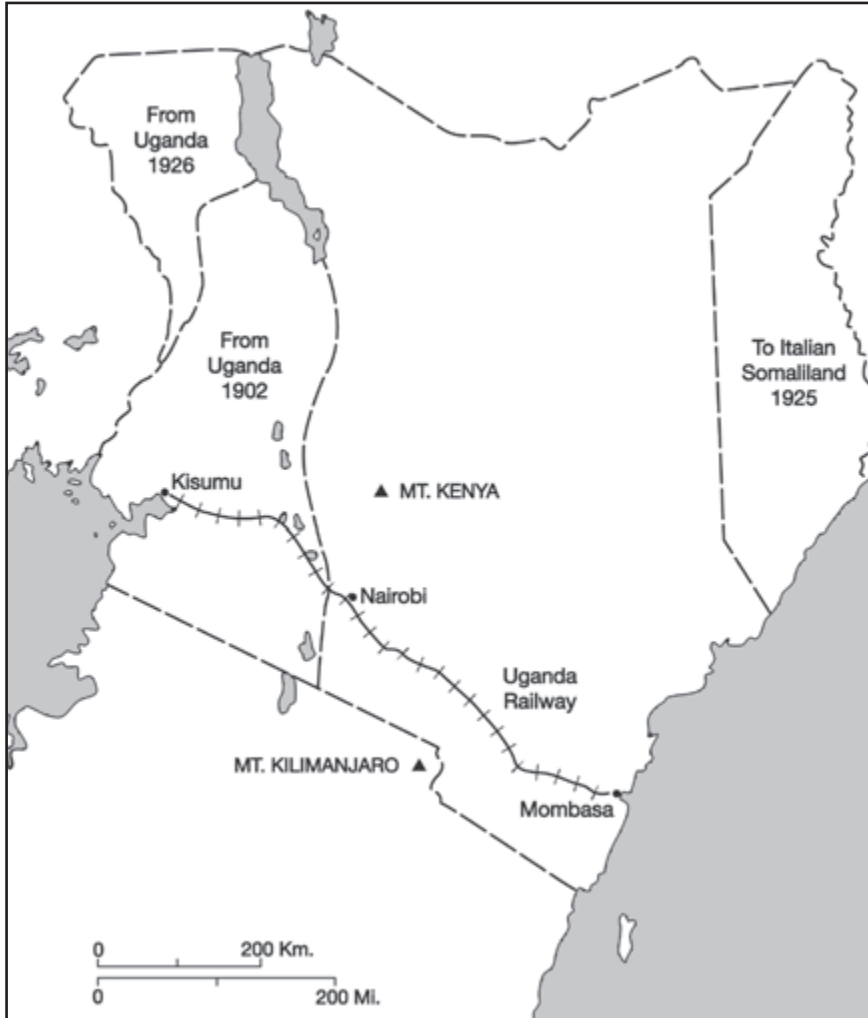 From
Uganda
1926
From
Uganda
1902
To Italian
Somaliland
1925
Kisumu
MT. KENYA
Nairobi
Uganda
Railway
MT. KILIMANJARO
Mombasa
0 200 Km.
0 200 Mi.